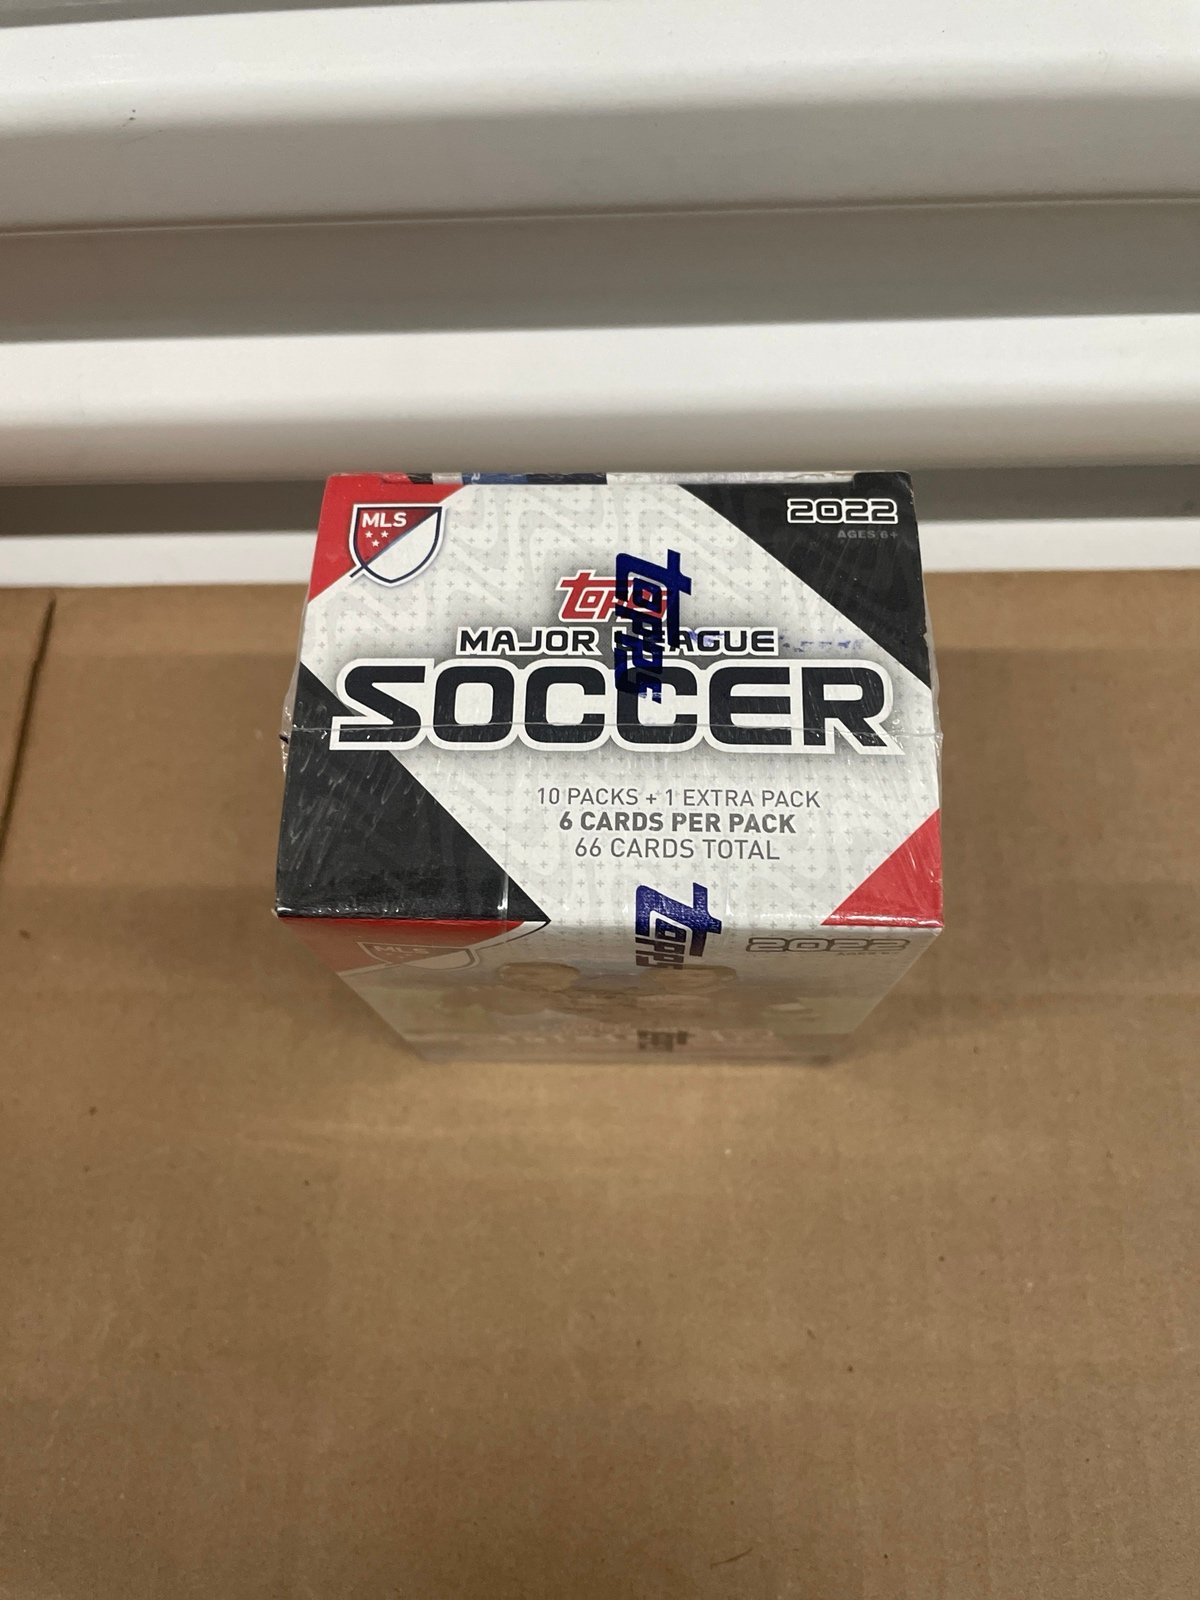 MLS
2022
AGES 6+
topps
topps
MAJOR LEAGUE
SOCCER
10 PACKS + 1 EXTRA PACK
6 CARDS PER PACK
66 CARDS TOTAL
topps
MLS
2022